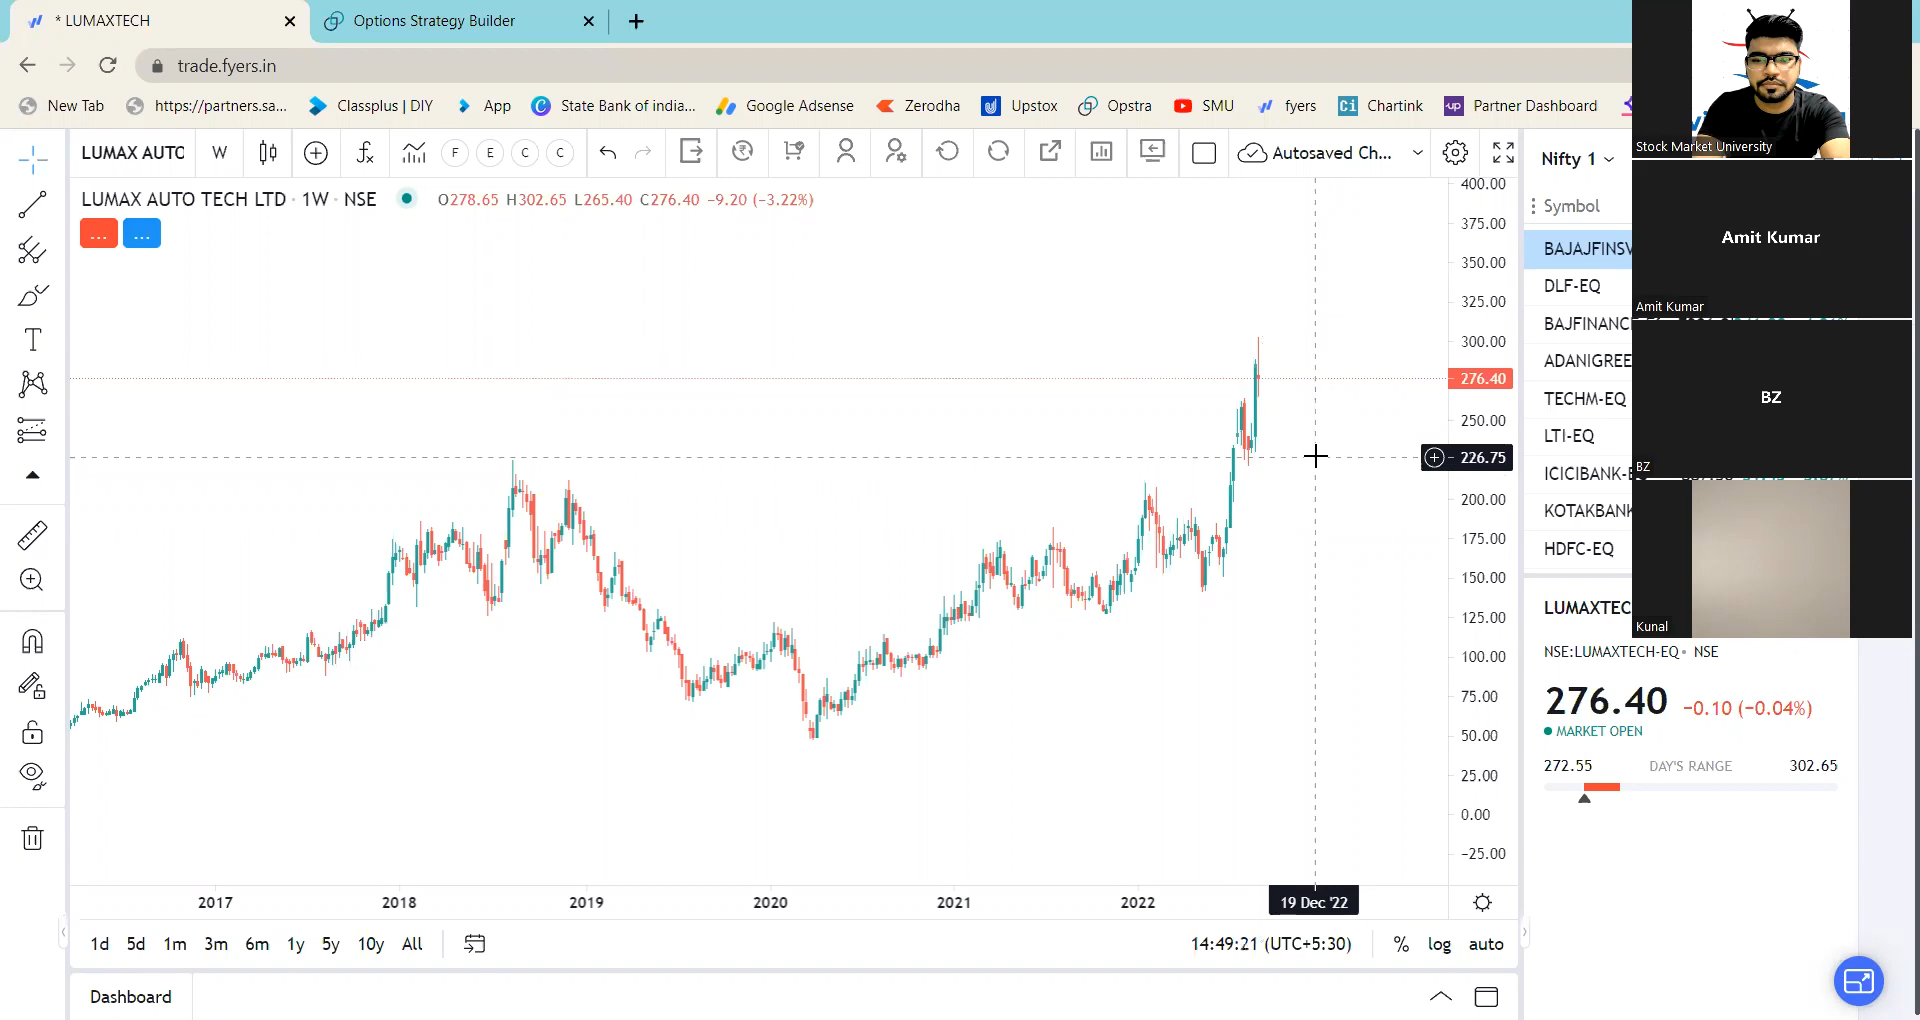 * LUMAXTECH
Options Strategy Builder
trade.fyers.in
New Tab
https://partners.sa...
Classplus | DIY
App
State Bank of india...
Google Adsense
Zerodha
Upstox
Opstra
SMU
fyers
Chartink
Partner Dashboard
LUMAX AUTO
W
F
E
C
C
Autosaved Ch...
Nifty 1
LUMAX AUTO TECH LTD · 1W · NSE
O278.65 H302.65 L265.40 C276.40 −9.20 (−3.22%)
...
...
400.00
375.00
350.00
325.00
300.00
276.40
250.00
226.75
200.00
175.00
150.00
125.00
100.00
75.00
50.00
25.00
0.00
−25.00
2017
2018
2019
2020
2021
2022
19 Dec '22
1d
5d
1m
3m
6m
1y
5y
10y
All
14:49:21 (UTC+5:30)
%
log
auto
Dashboard
Symbol
BAJAJFINSV
DLF-EQ
BAJFINANC
ADANIGREE
TECHM-EQ
LTI-EQ
ICICIBANK-E
KOTAKBANK
HDFC-EQ
LUMAXTEC
NSE:LUMAXTECH-EQ • NSE
276.40 −0.10 (−0.04%)
MARKET OPEN
272.55
DAY'S RANGE
302.65
Stock Market University
Amit Kumar
Amit Kumar
BZ
BZ
Kunal